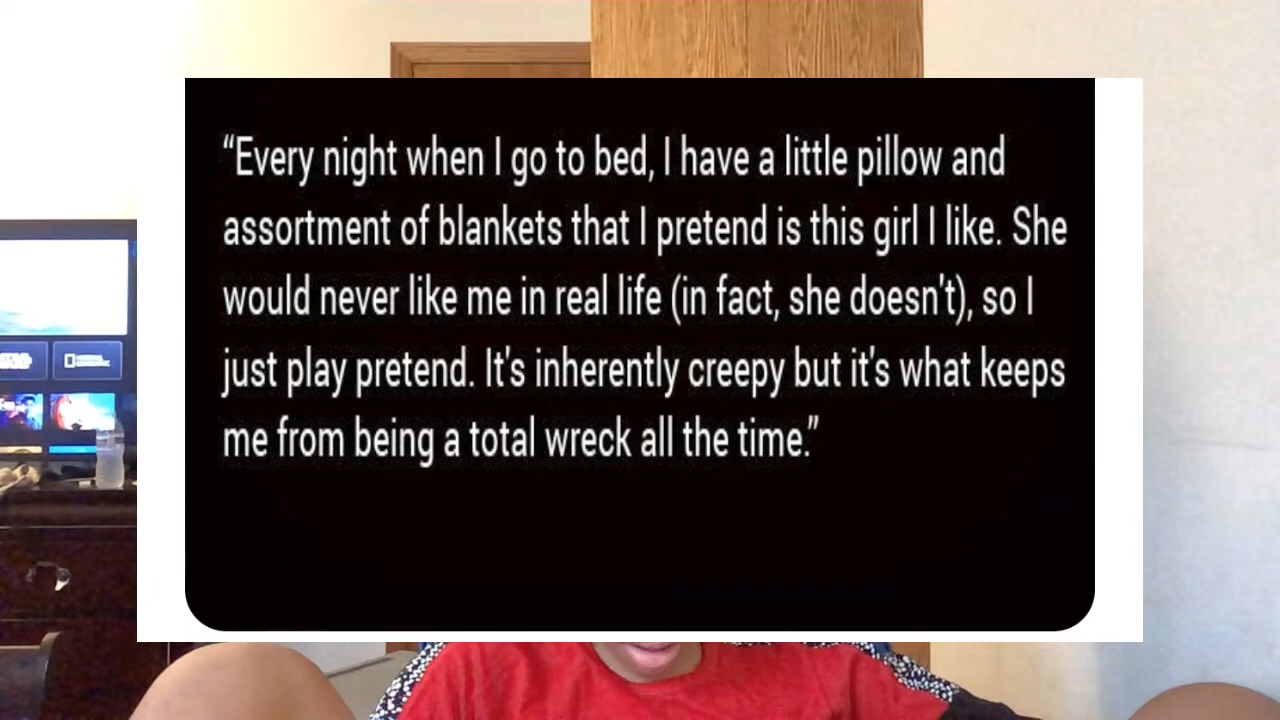 “Every night when I go to bed, I have a little pillow and
assortment of blankets that I pretend is this girl I like. She
would never like me in real life (in fact, she doesn't), so I
just play pretend. It's inherently creepy but it's what keeps
me from being a total wreck all the time.”